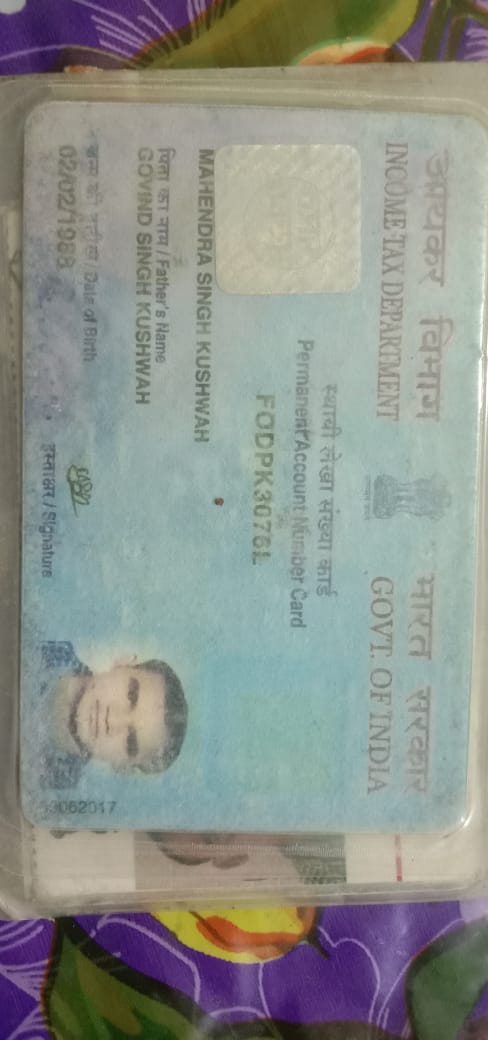 आयकर विभाग
INCOME TAX DEPARTMENT
भारत सरकार
GOVT. OF INDIA
स्थायी लेखा संख्या कार्ड
Permanent Account Number Card
FODPK3076L
MAHENDRA SINGH KUSHWAH
पिता का नाम / Father's Name
GOVIND SINGH KUSHWAH
जन्म की तारीख / Date of Birth
02/02/1988
हस्ताक्षर / Signature